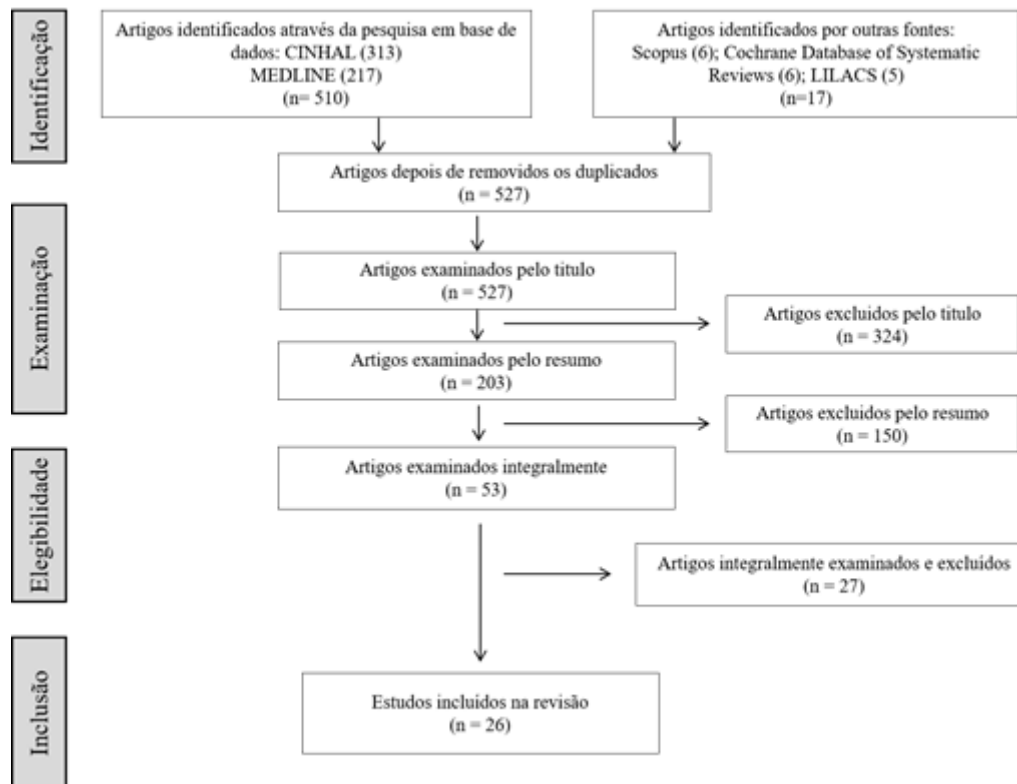 Identificação
Artigos identificados através da pesquisa em base de
dados: CINHAL (313)
MEDLINE (217)
(n= 510)
Artigos identificados por outras fontes:
Scopus (6); Cochrane Database of Systematic
Reviews (6); LILACS (5)
(n=17)
Artigos depois de removidos os duplicados
(n = 527)
Examinação
Artigos examinados pelo titulo
(n = 527)
Artigos excluidos pelo titulo
(n = 324)
Artigos examinados pelo resumo
(n = 203)
Artigos excluidos pelo resumo
(n = 150)
Elegibilidade
Artigos examinados integralmente
(n = 53)
Artigos integralmente examinados e excluídos
(n = 27)
Inclusão
Estudos incluídos na revisão
(n = 26)